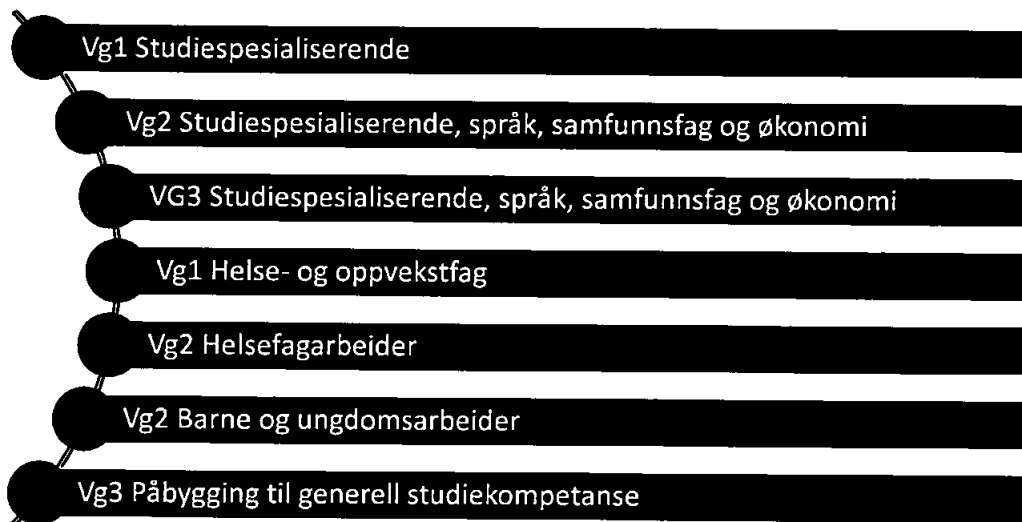 Vg1 Studiespesialiserende
Vg2 Studiespesialiserende, språk, samfunnsfag og økonomi
VG3 Studiespesialiserende, språk, samfunnsfag og økonomi
Vg1 Helse- og oppvekstfag
Vg2 Helsefagarbeider
Vg2 Barne og ungdomsarbeider
Vg3 Påbygging til generell studiekompetanse